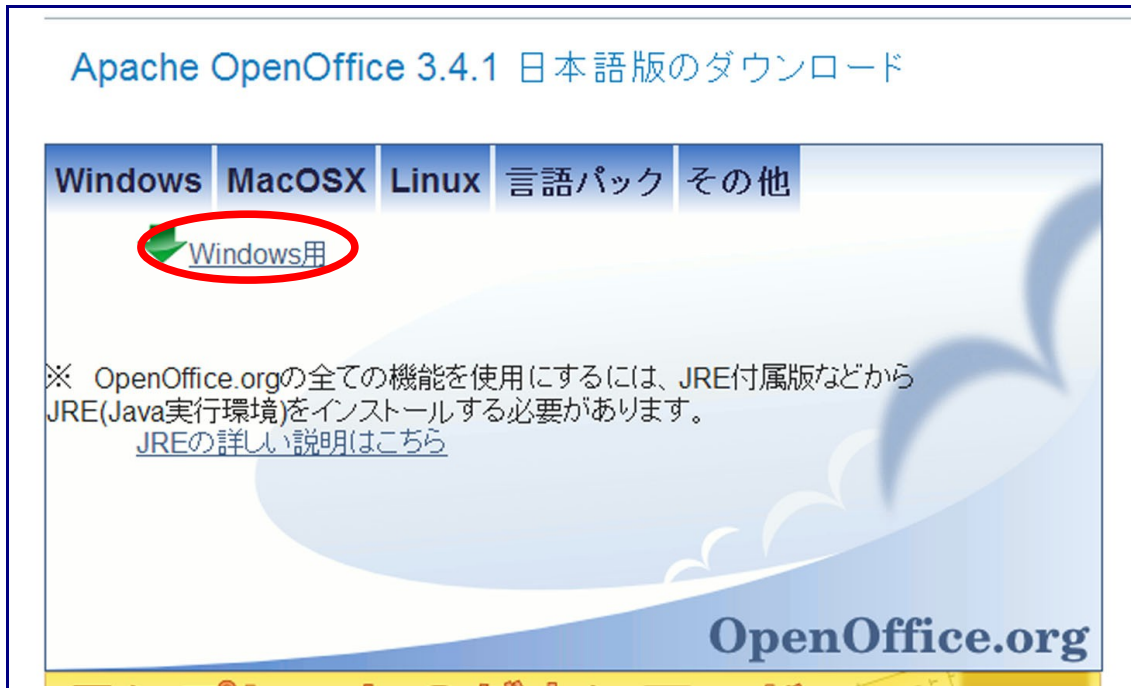 Apache OpenOffice 3.4.1 日本語版のダウンロード
Windows MacOSX Linux 言語パック その他
Windows用
※ OpenOffice.orgの全ての機能を使用にするには、JRE付属版などから
JRE(Java実行環境)をインストールする必要があります。
JREの詳しい説明はこちら
OpenOffice.org